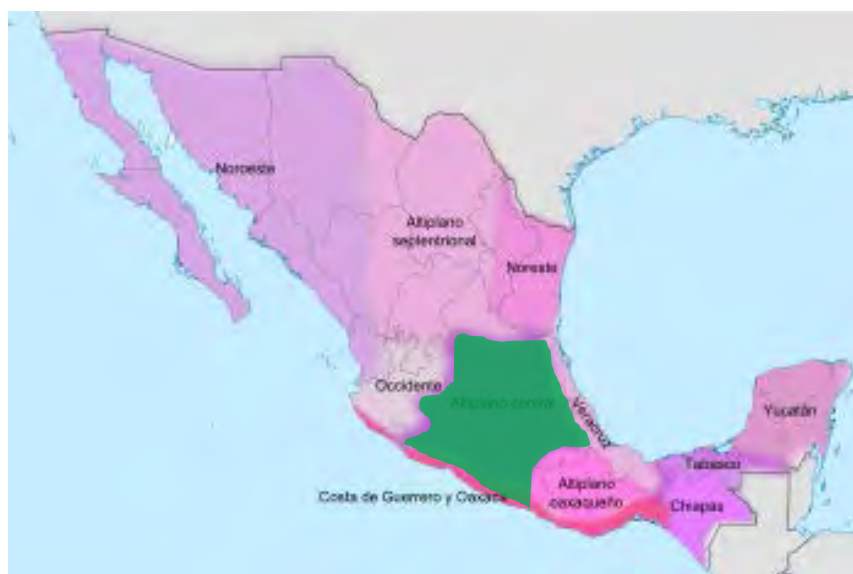 Noroeste
Altiplano
septentrional
Noreste
Occidente
Altiplano central
Veracruz
Yucatán
Tabasco
Costa de Guerrero y Oaxaca
Altiplano
oaxaqueño
Chiapas